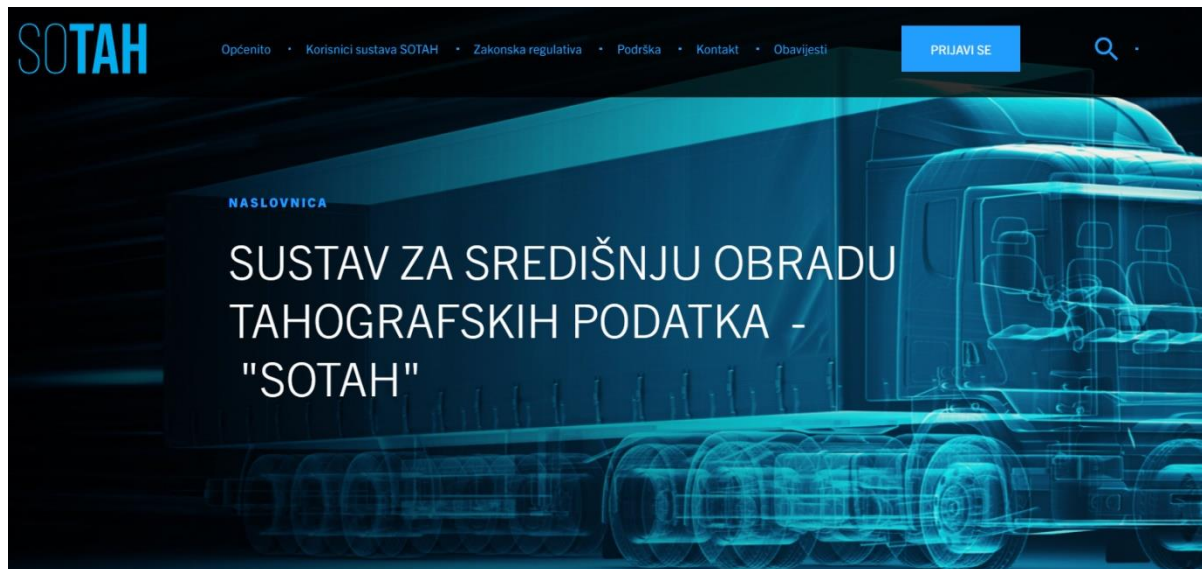 SOTAH
Općenito · Korisnici sustava SOTAH · Zakonska regulativa · Podrška · Kontakt · Obavijesti
PRIJAVI SE
NASLOVNICA
SUSTAV ZA SREDIŠNJU OBRADU
TAHOGRAFSKIH PODATKA -
"SOTAH"